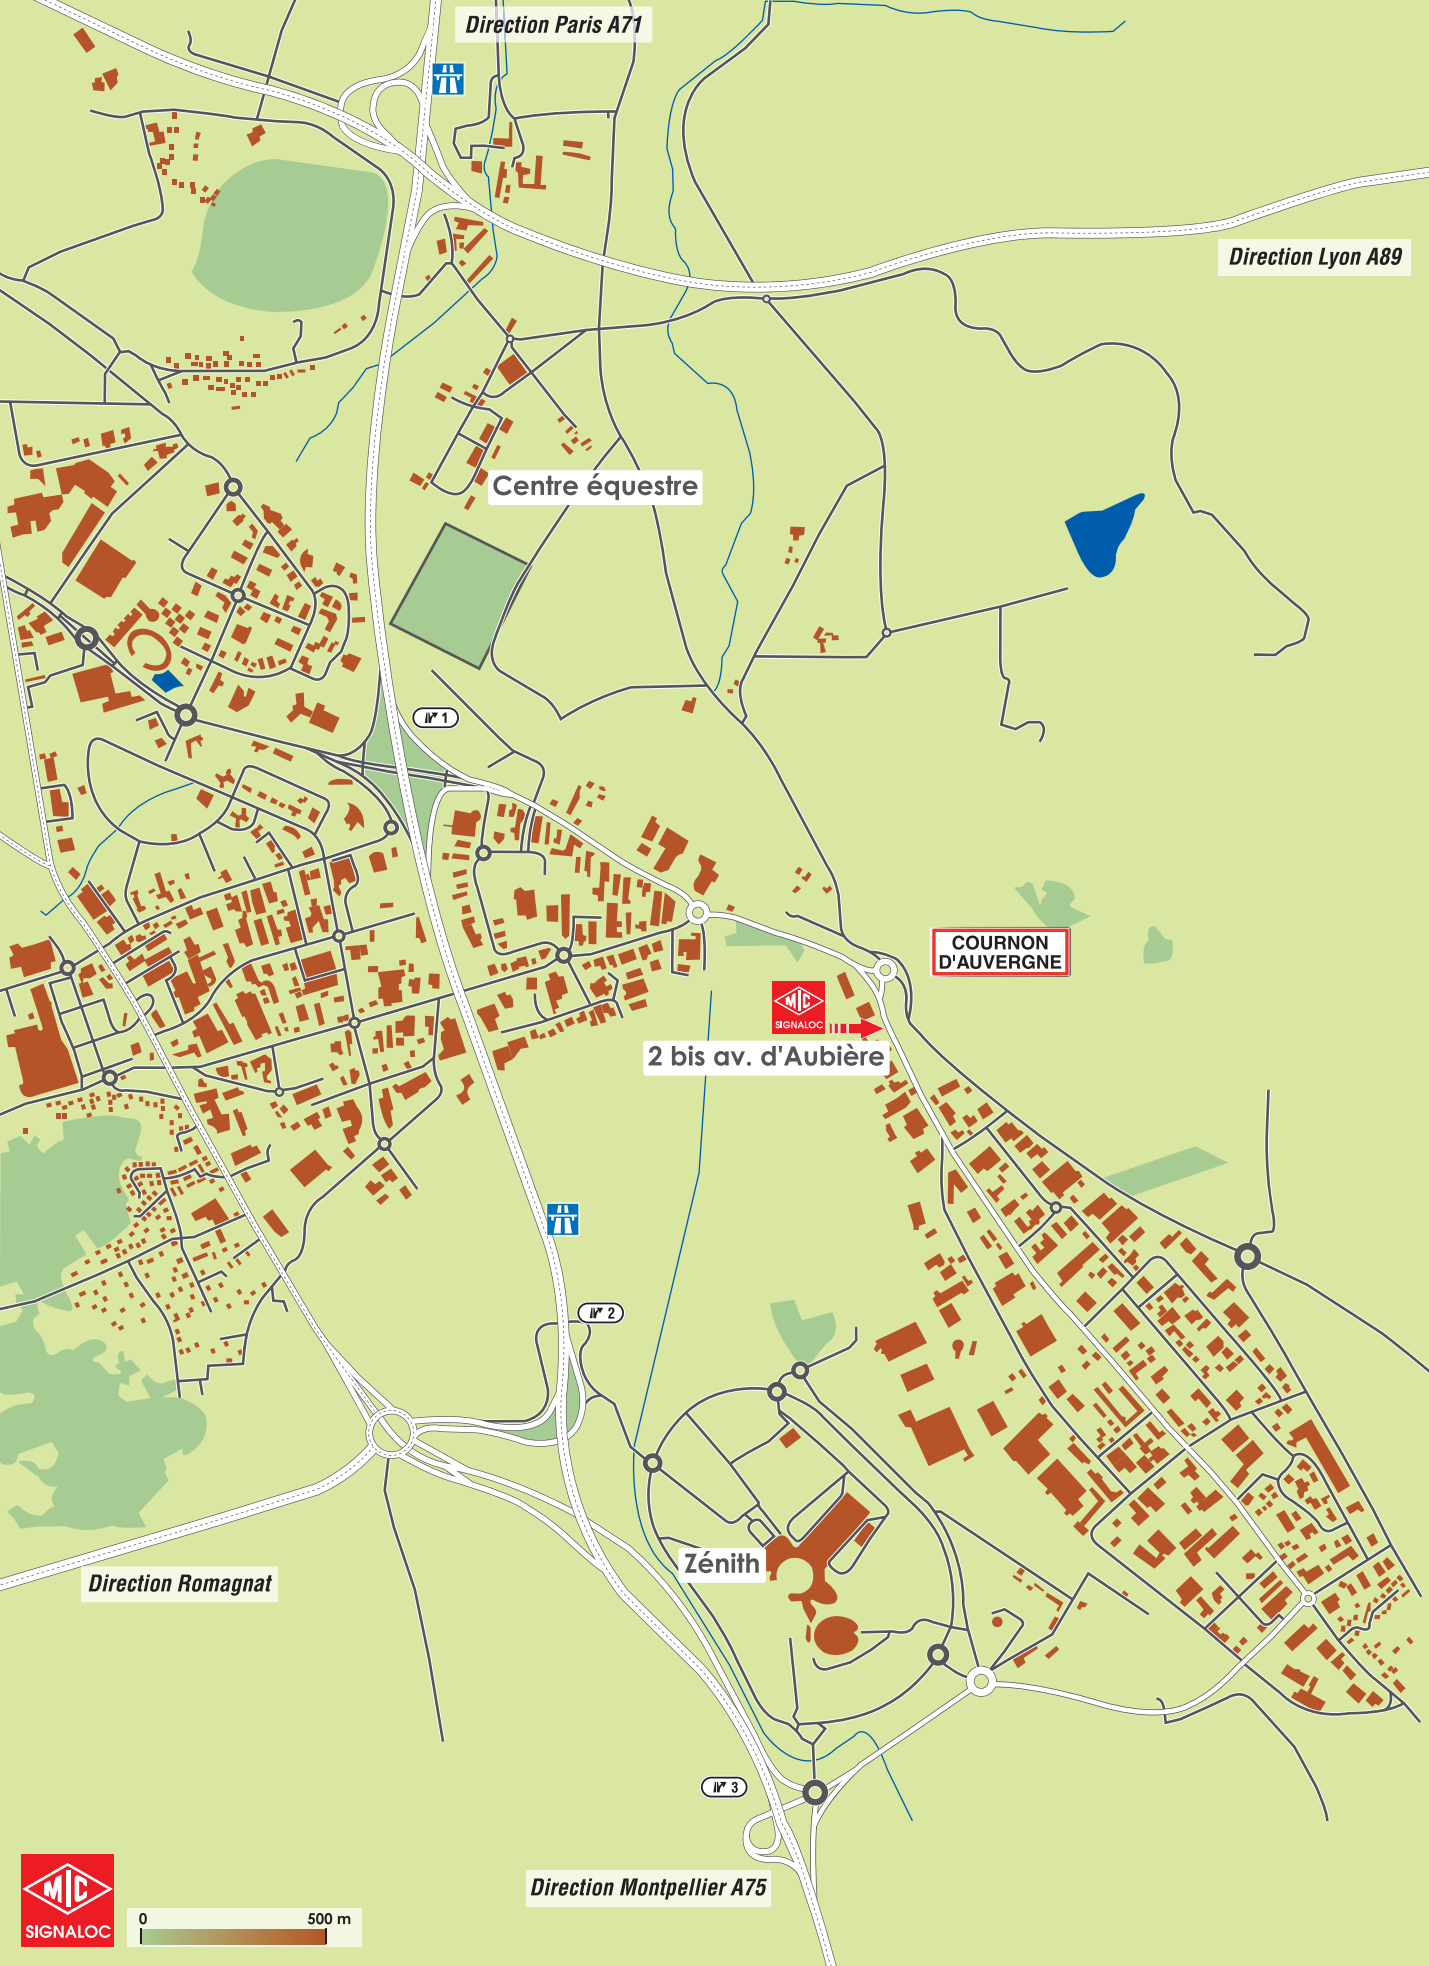 Direction Paris A71
Direction Lyon A89
Centre équestre
1
COURNON
D'AUVERGNE
MIC
SIGNALOC
2 bis av. d'Aubière
2
Direction Romagnat
Zénith
3
Direction Montpellier A75
MIC
SIGNALOC
0 500 m